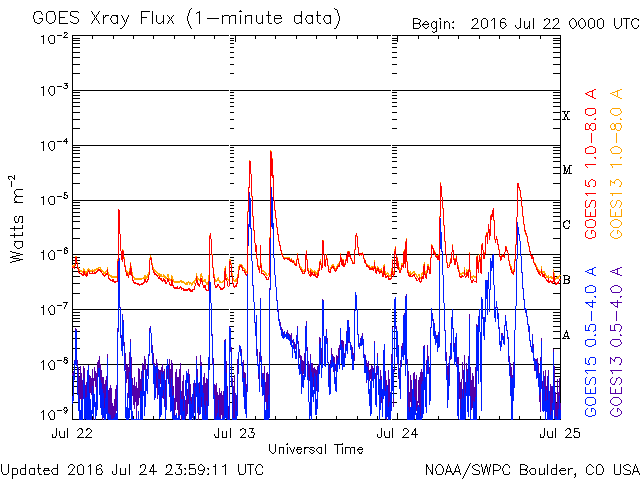 GOES Xray Flux (1-minute data)
Begin: 2016 Jul 22 0000 UTC
10-2
10-3
10-4
10-5
10-6
10-7
10-8
10-9
Watts m-2
X
M
C
B
A
GOES15 1.0-8.0 A
GOES13 1.0-8.0 A
GOES15 0.5-4.0 A
GOES13 0.5-4.0 A
Jul 22
Jul 23
Jul 24
Jul 25
Universal Time
Updated 2016 Jul 24 23:59:11 UTC
NOAA/SWPC Boulder, CO USA